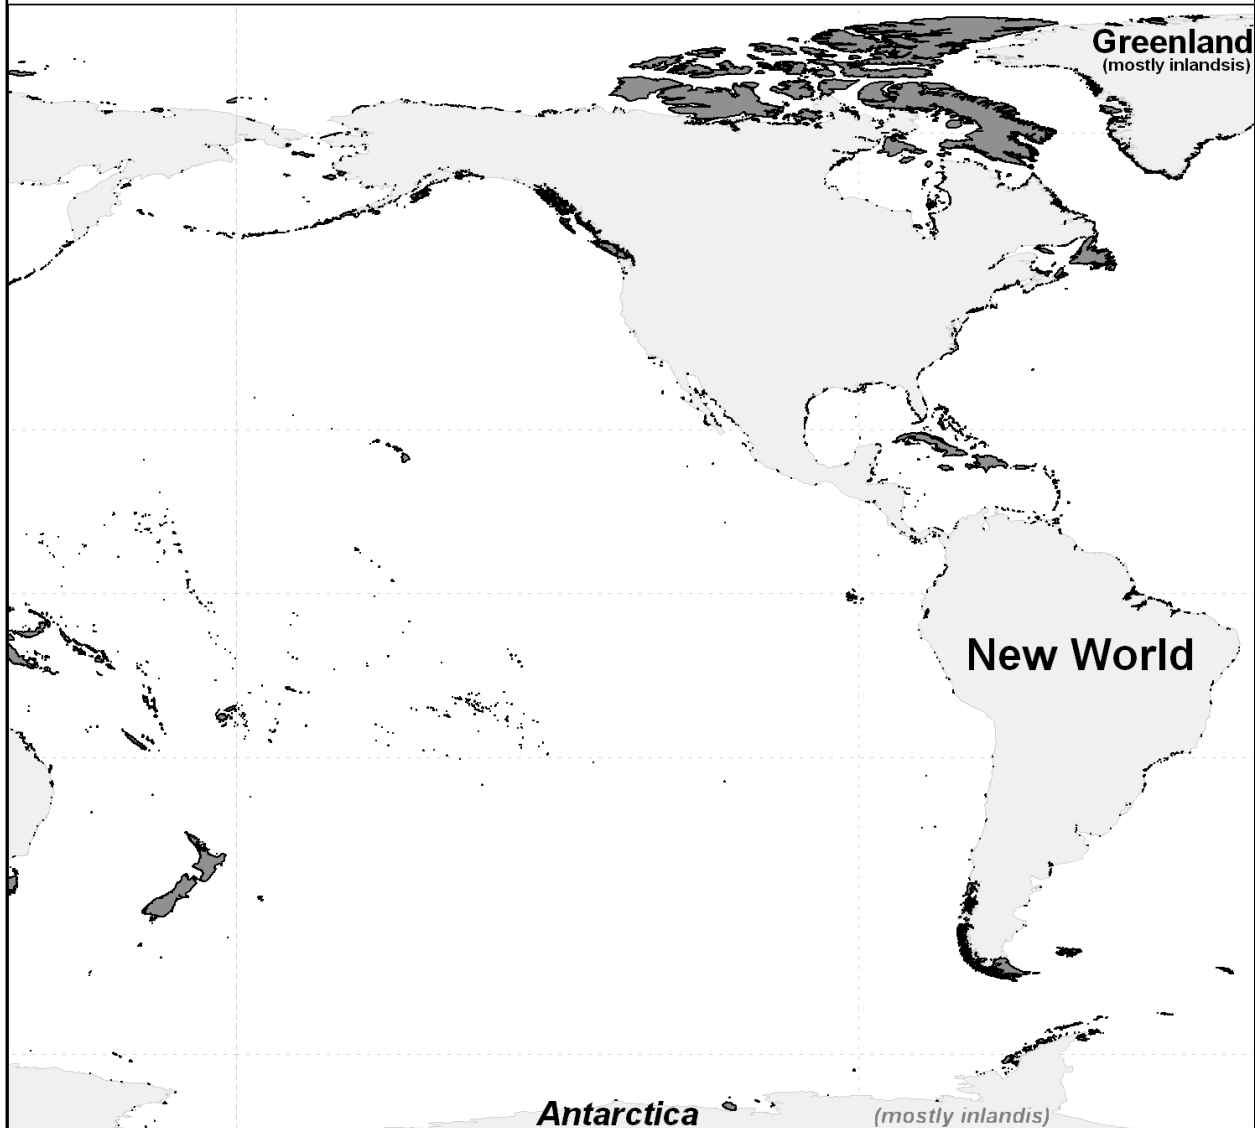 Greenland
(mostly inlandsis)
New World
Antarctica
(mostly inlandis)